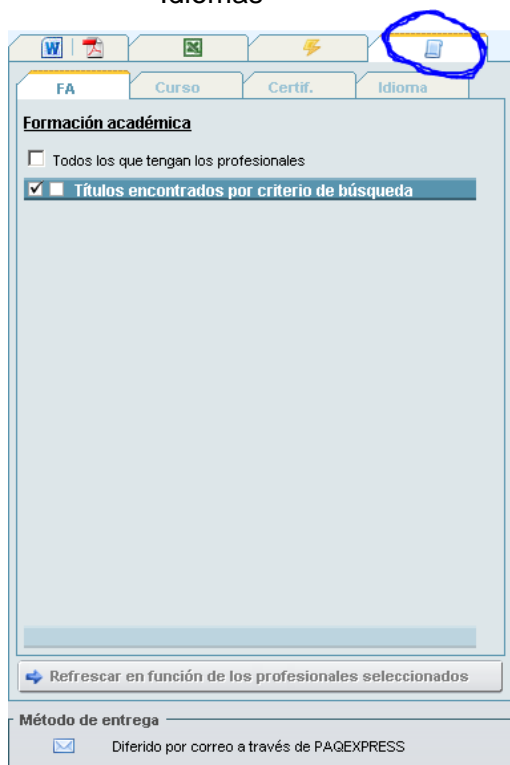 Idiomas
FA Curso Certif. Idioma
Formación académica
Todos los que tengan los profesionales
Títulos encontrados por criterio de búsqueda
Refrescar en función de los profesionales seleccionados
Método de entrega
Diferido por correo a través de PAQEXPRESS